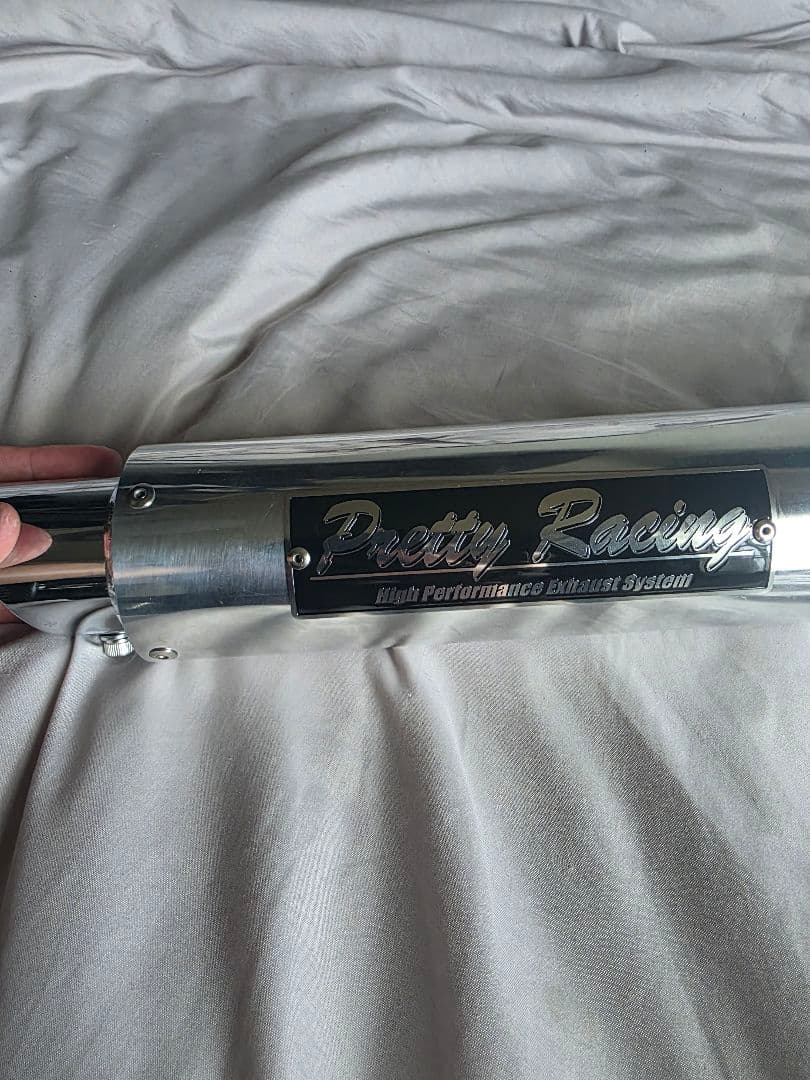 Pretty Racing
High Performance Exhaust System